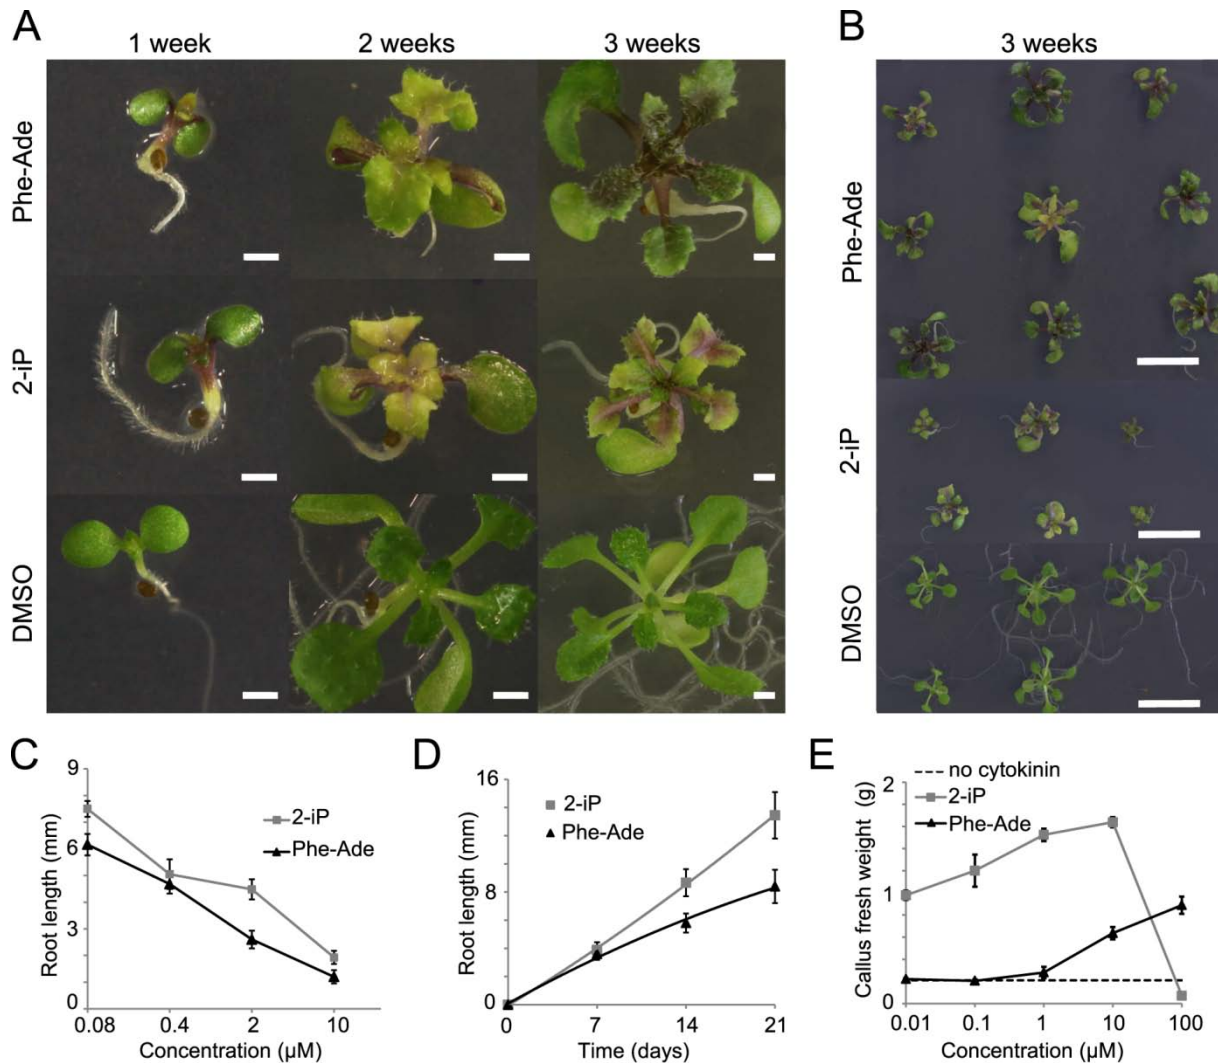 A
1 week
2 weeks
3 weeks
Phe-Ade
2-iP
DMSO
B
3 weeks
Phe-Ade
2-iP
DMSO
C
9
6
3
0
Root length (mm)
2-iP
Phe-Ade
0.08
0.4
2
10
Concentration (µM)
D
16
8
0
Root length (mm)
2-iP
Phe-Ade
0
7
14
21
Time (days)
E
no cytokinin
2-iP
Phe-Ade
2
1
0
Callus fresh weight (g)
0.01
0.1
1
10
100
Concentration (µM)